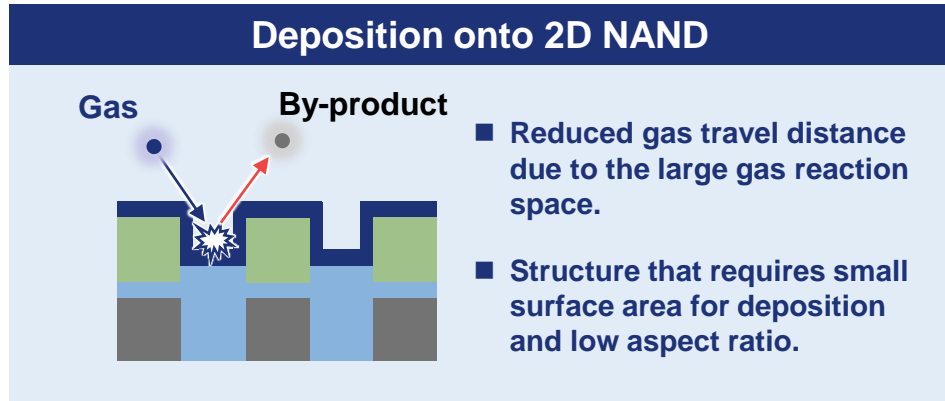 Deposition onto 2D NAND
Gas
By-product
■ Reduced gas travel distance
due to the large gas reaction
space.
■ Structure that requires small
surface area for deposition
and low aspect ratio.